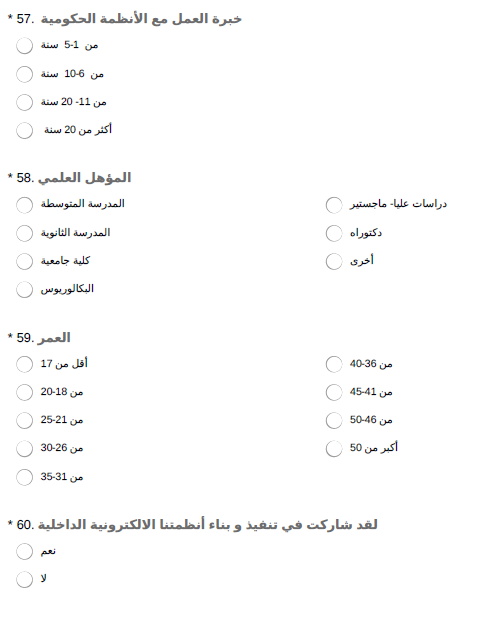 * 57. خبرة العمل مع الأنظمة الحكومية
من 1-5 سنة
من 6-10 سنة
من 11- 20 سنة
أكثر من 20 سنة
* 58. المؤهل العلمي
المدرسة المتوسطة
المدرسة الثانوية
كلية جامعية
البكالوريوس
دراسات عليا- ماجستير
دكتوراه
أخرى
* 59. العمر
أقل من 17
من 18-20
من 21-25
من 26-30
من 31-35
من 36-40
من 41-45
من 46-50
أكبر من 50
* 60. لقد شاركت في تنفيذ و بناء أنظمتنا الالكترونية الداخلية
نعم
لا